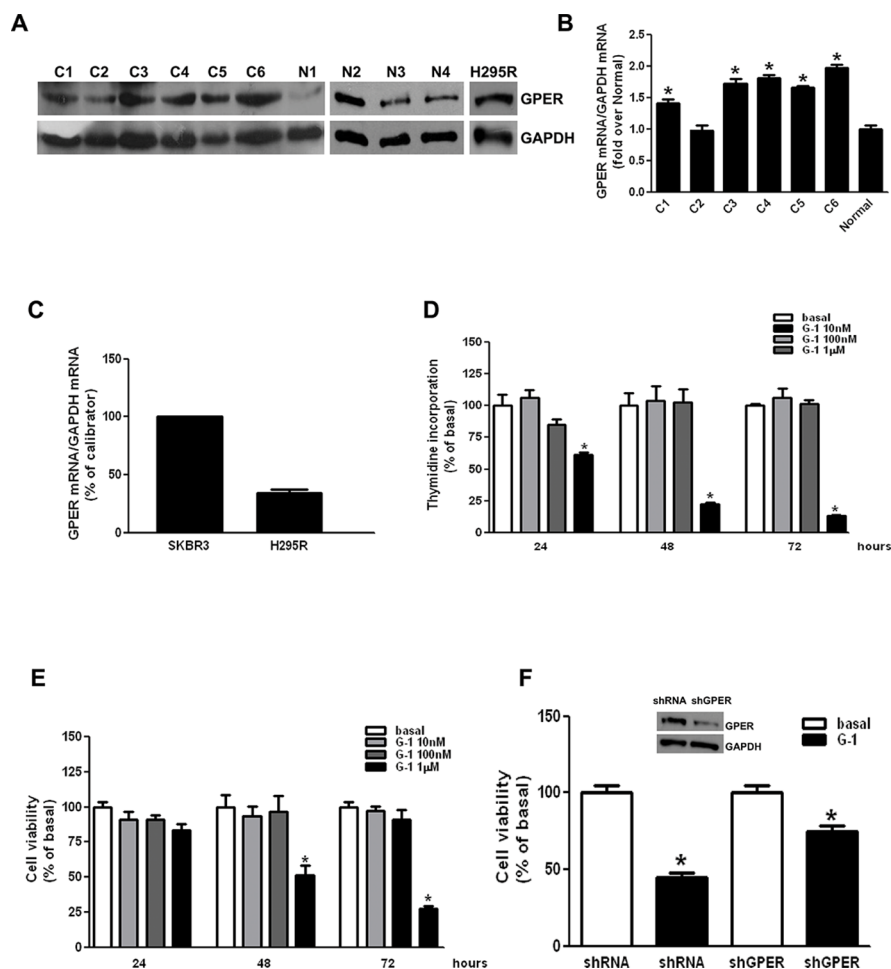 A
C1 C2 C3 C4 C5 C6 N1 N2 N3 N4 H295R
GPER
GAPDH
B
GPER mRNA/GAPDH mRNA
(fold over Normal)
2.5
2.0
1.5
1.0
0.5
0.0
* * * * *
C1 C2 C3 C4 C5 C6 Normal
C
GPER mRNA/GAPDH mRNA
(% of calibrator)
150
100
50
0
SKBR3 H295R
D
basal
G-1 10nM
G-1 100nM
G-1 1µM
Thymidine incorporation
(% of basal)
150
125
100
75
50
25
0
* * *
24 48 72 hours
E
basal
G-1 10nM
G-1 100nM
G-1 1µM
Cell viability
(% of basal)
150
125
100
75
50
25
0
* *
24 48 72 hours
F
shRNA shGPER
GPER
GAPDH
basal
G-1
Cell viability
(% of basal)
150
100
50
0
* *
shRNA shRNA shGPER shGPER